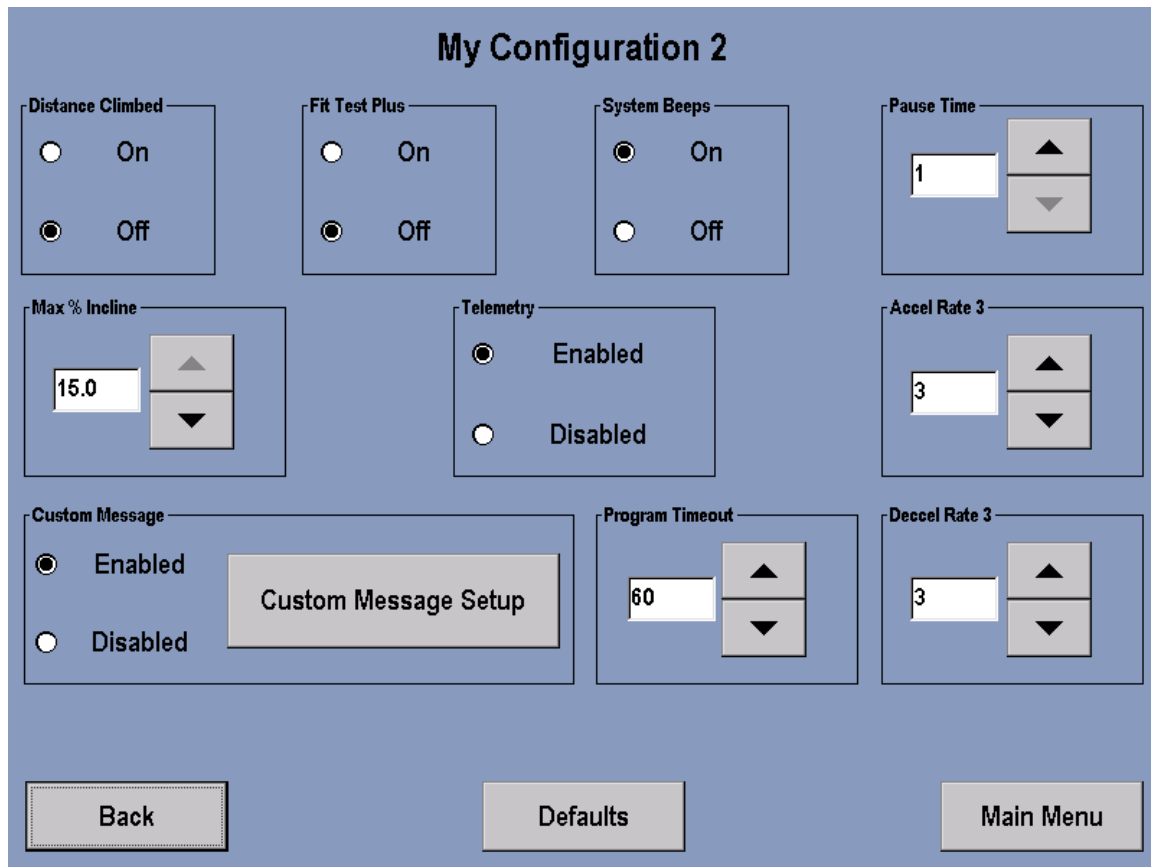 My Configuration 2
Distance Climbed
On
Off
Fit Test Plus
On
Off
System Beeps
On
Off
Pause Time
1
Max % Incline
15.0
Telemetry
Enabled
Disabled
Accel Rate 3
3
Custom Message
Enabled
Disabled
Custom Message Setup
Program Timeout
60
Deccel Rate 3
3
Back
Defaults
Main Menu